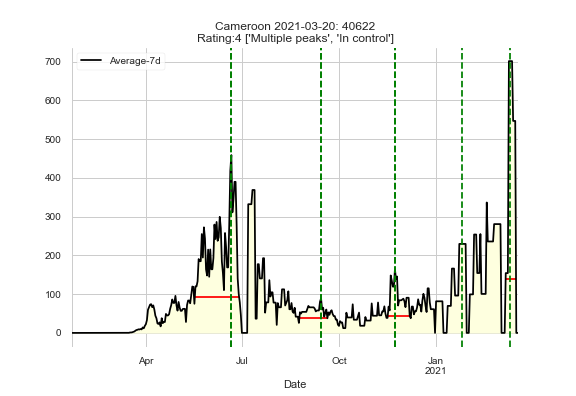 Cameroon 2021-03-20: 40622
Rating:4 ['Multiple peaks', 'In control']
Average-7d
700
600
500
400
300
200
100
0
Apr
Jul
Oct
Jan
2021
Date